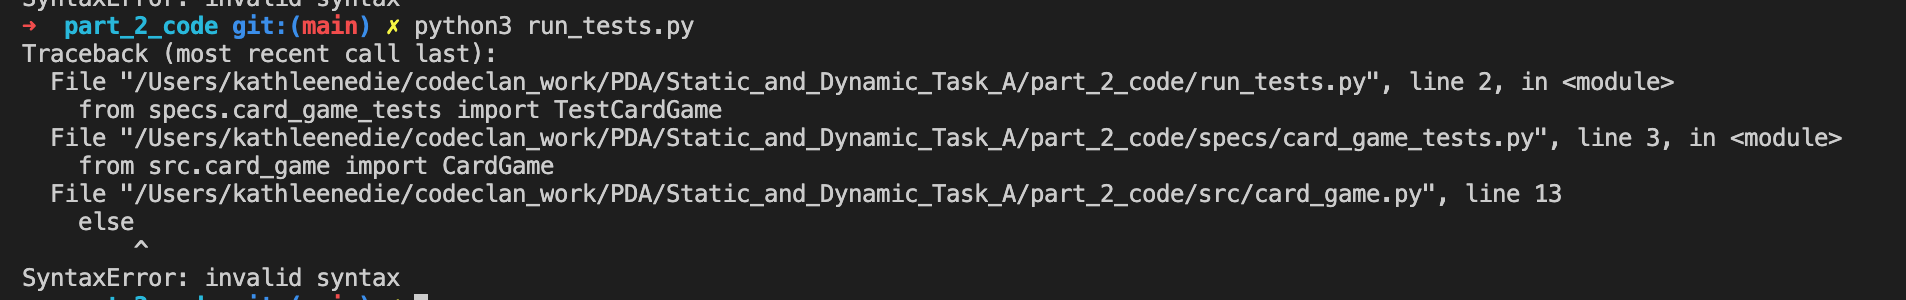 SyntaxError: invalid syntax
→ part_2_code git:(main) ✗ python3 run_tests.py
Traceback (most recent call last):
  File "/Users/kathleenedie/codeclan_work/PDA/Static_and_Dynamic_Task_A/part_2_code/run_tests.py", line 2, in <module>
    from specs.card_game_tests import TestCardGame
  File "/Users/kathleenedie/codeclan_work/PDA/Static_and_Dynamic_Task_A/part_2_code/specs/card_game_tests.py", line 3, in <module>
    from src.card_game import CardGame
  File "/Users/kathleenedie/codeclan_work/PDA/Static_and_Dynamic_Task_A/part_2_code/src/card_game.py", line 13
    else
        ^
SyntaxError: invalid syntax